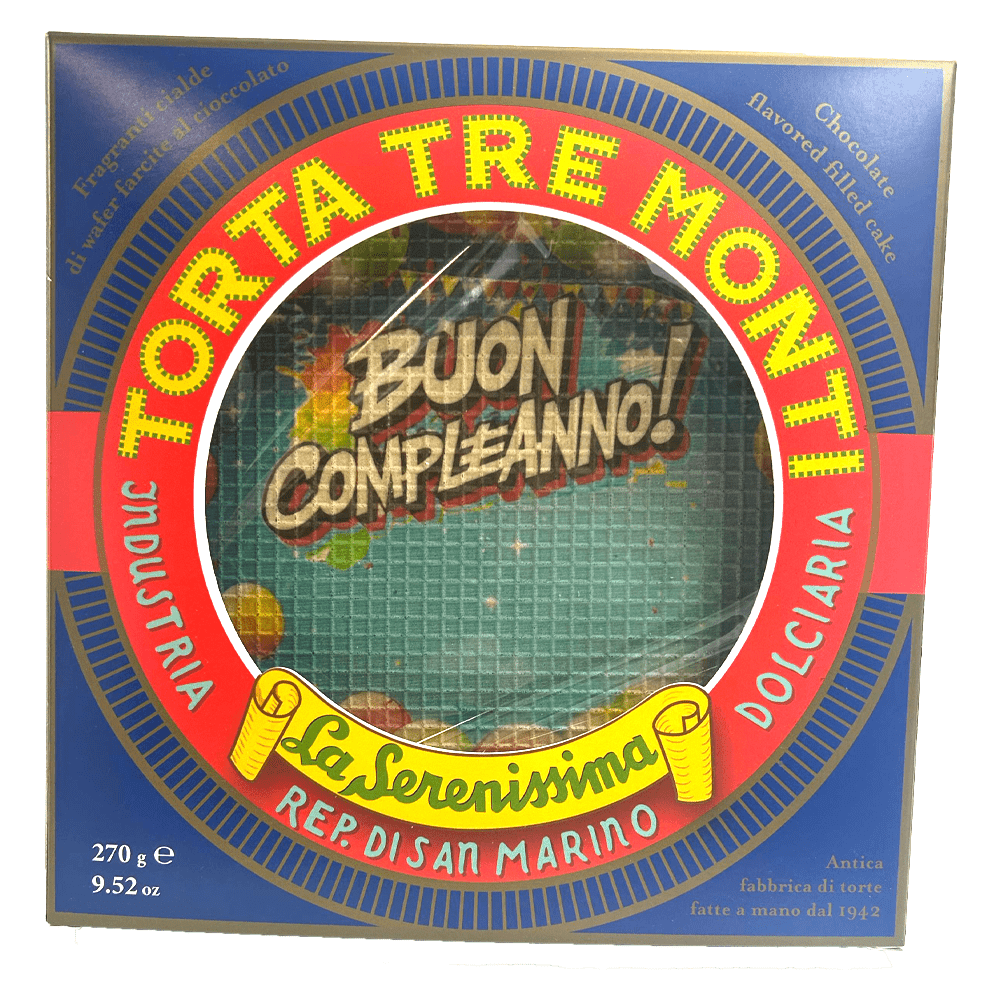 Fragranti cialde
di wafer farcite al cioccolato
Chocolate
flavored filled cake
TORTA TRE MONTI
BUON
COMPLEANNO!
INDUSTRIA
DOLCIARIA
La Serenissima
REP. DI SAN MARINO
270 g ℮
9.52 oz
Antica
fabbrica di torte
fatte a mano dal 1942